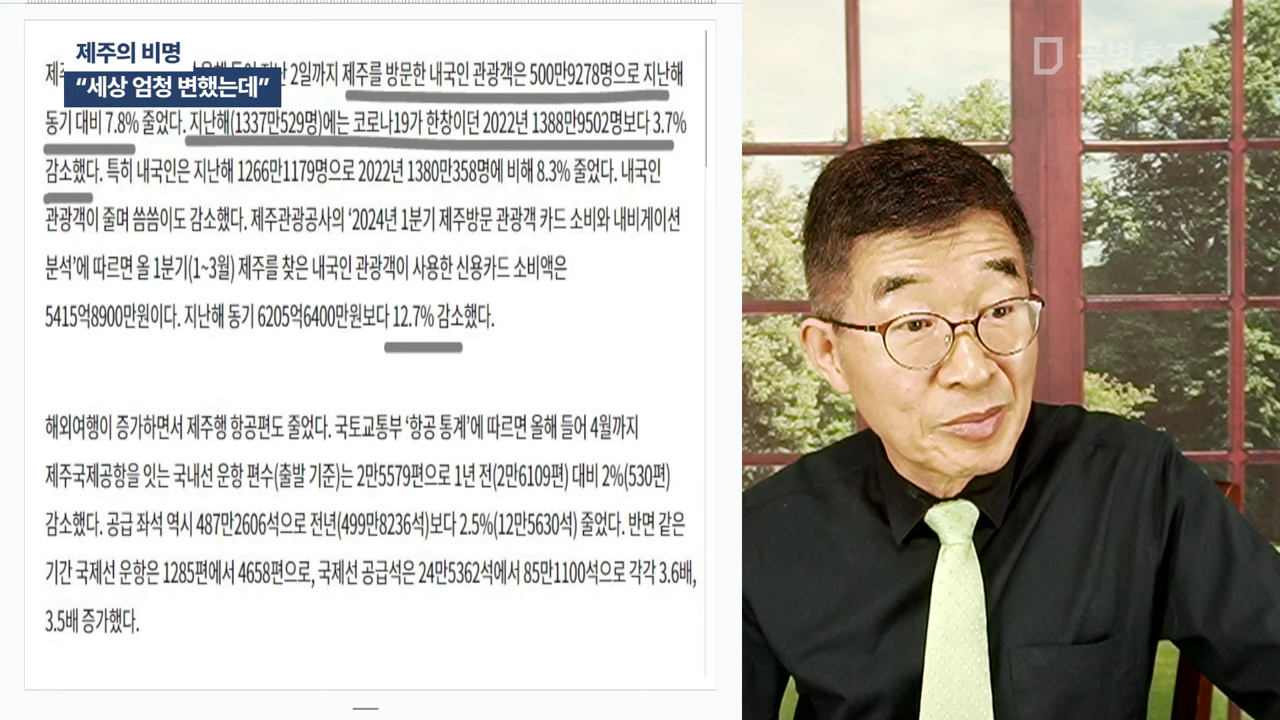 제주의 비명
“세상 엄청 변했는데”
제주 2일까지 제주를 방문한 내국인 관광객은 500만9278명으로 지난해
동기 대비 7.8% 줄었다. 지난해(1337만529명)에는 코로나19가 한창이던 2022년 1388만9502명보다 3.7%
감소했다. 특히 내국인은 지난해 1266만1179명으로 2022년 1380만358명에 비해 8.3% 줄었다. 내국인
관광객이 줄며 씀씀이도 감소했다. 제주관광공사의 ‘2024년 1분기 제주방문 관광객 카드 소비와 내비게이션
분석’에 따르면 올 1분기(1~3월) 제주를 찾은 내국인 관광객이 사용한 신용카드 소비액은
5415억8900만원이다. 지난해 동기 6205억6400만원보다 12.7% 감소했다.
해외여행이 증가하면서 제주행 항공편도 줄었다. 국토교통부 ‘항공 통계’에 따르면 올해 들어 4월까지
제주국제공항을 잇는 국내선 운항 편수(출발 기준)는 2만5579편으로 1년 전(2만6109편) 대비 2%(530편)
감소했다. 공급 좌석 역시 487만2606석으로 전년(499만8236석)보다 2.5%(12만5630석) 줄었다. 반면 같은
기간 국제선 운항은 1285편에서 4658편으로, 국제선 공급석은 24만5362석에서 85만1100석으로 각각 3.6배,
3.5배 증가했다.
공병호TV